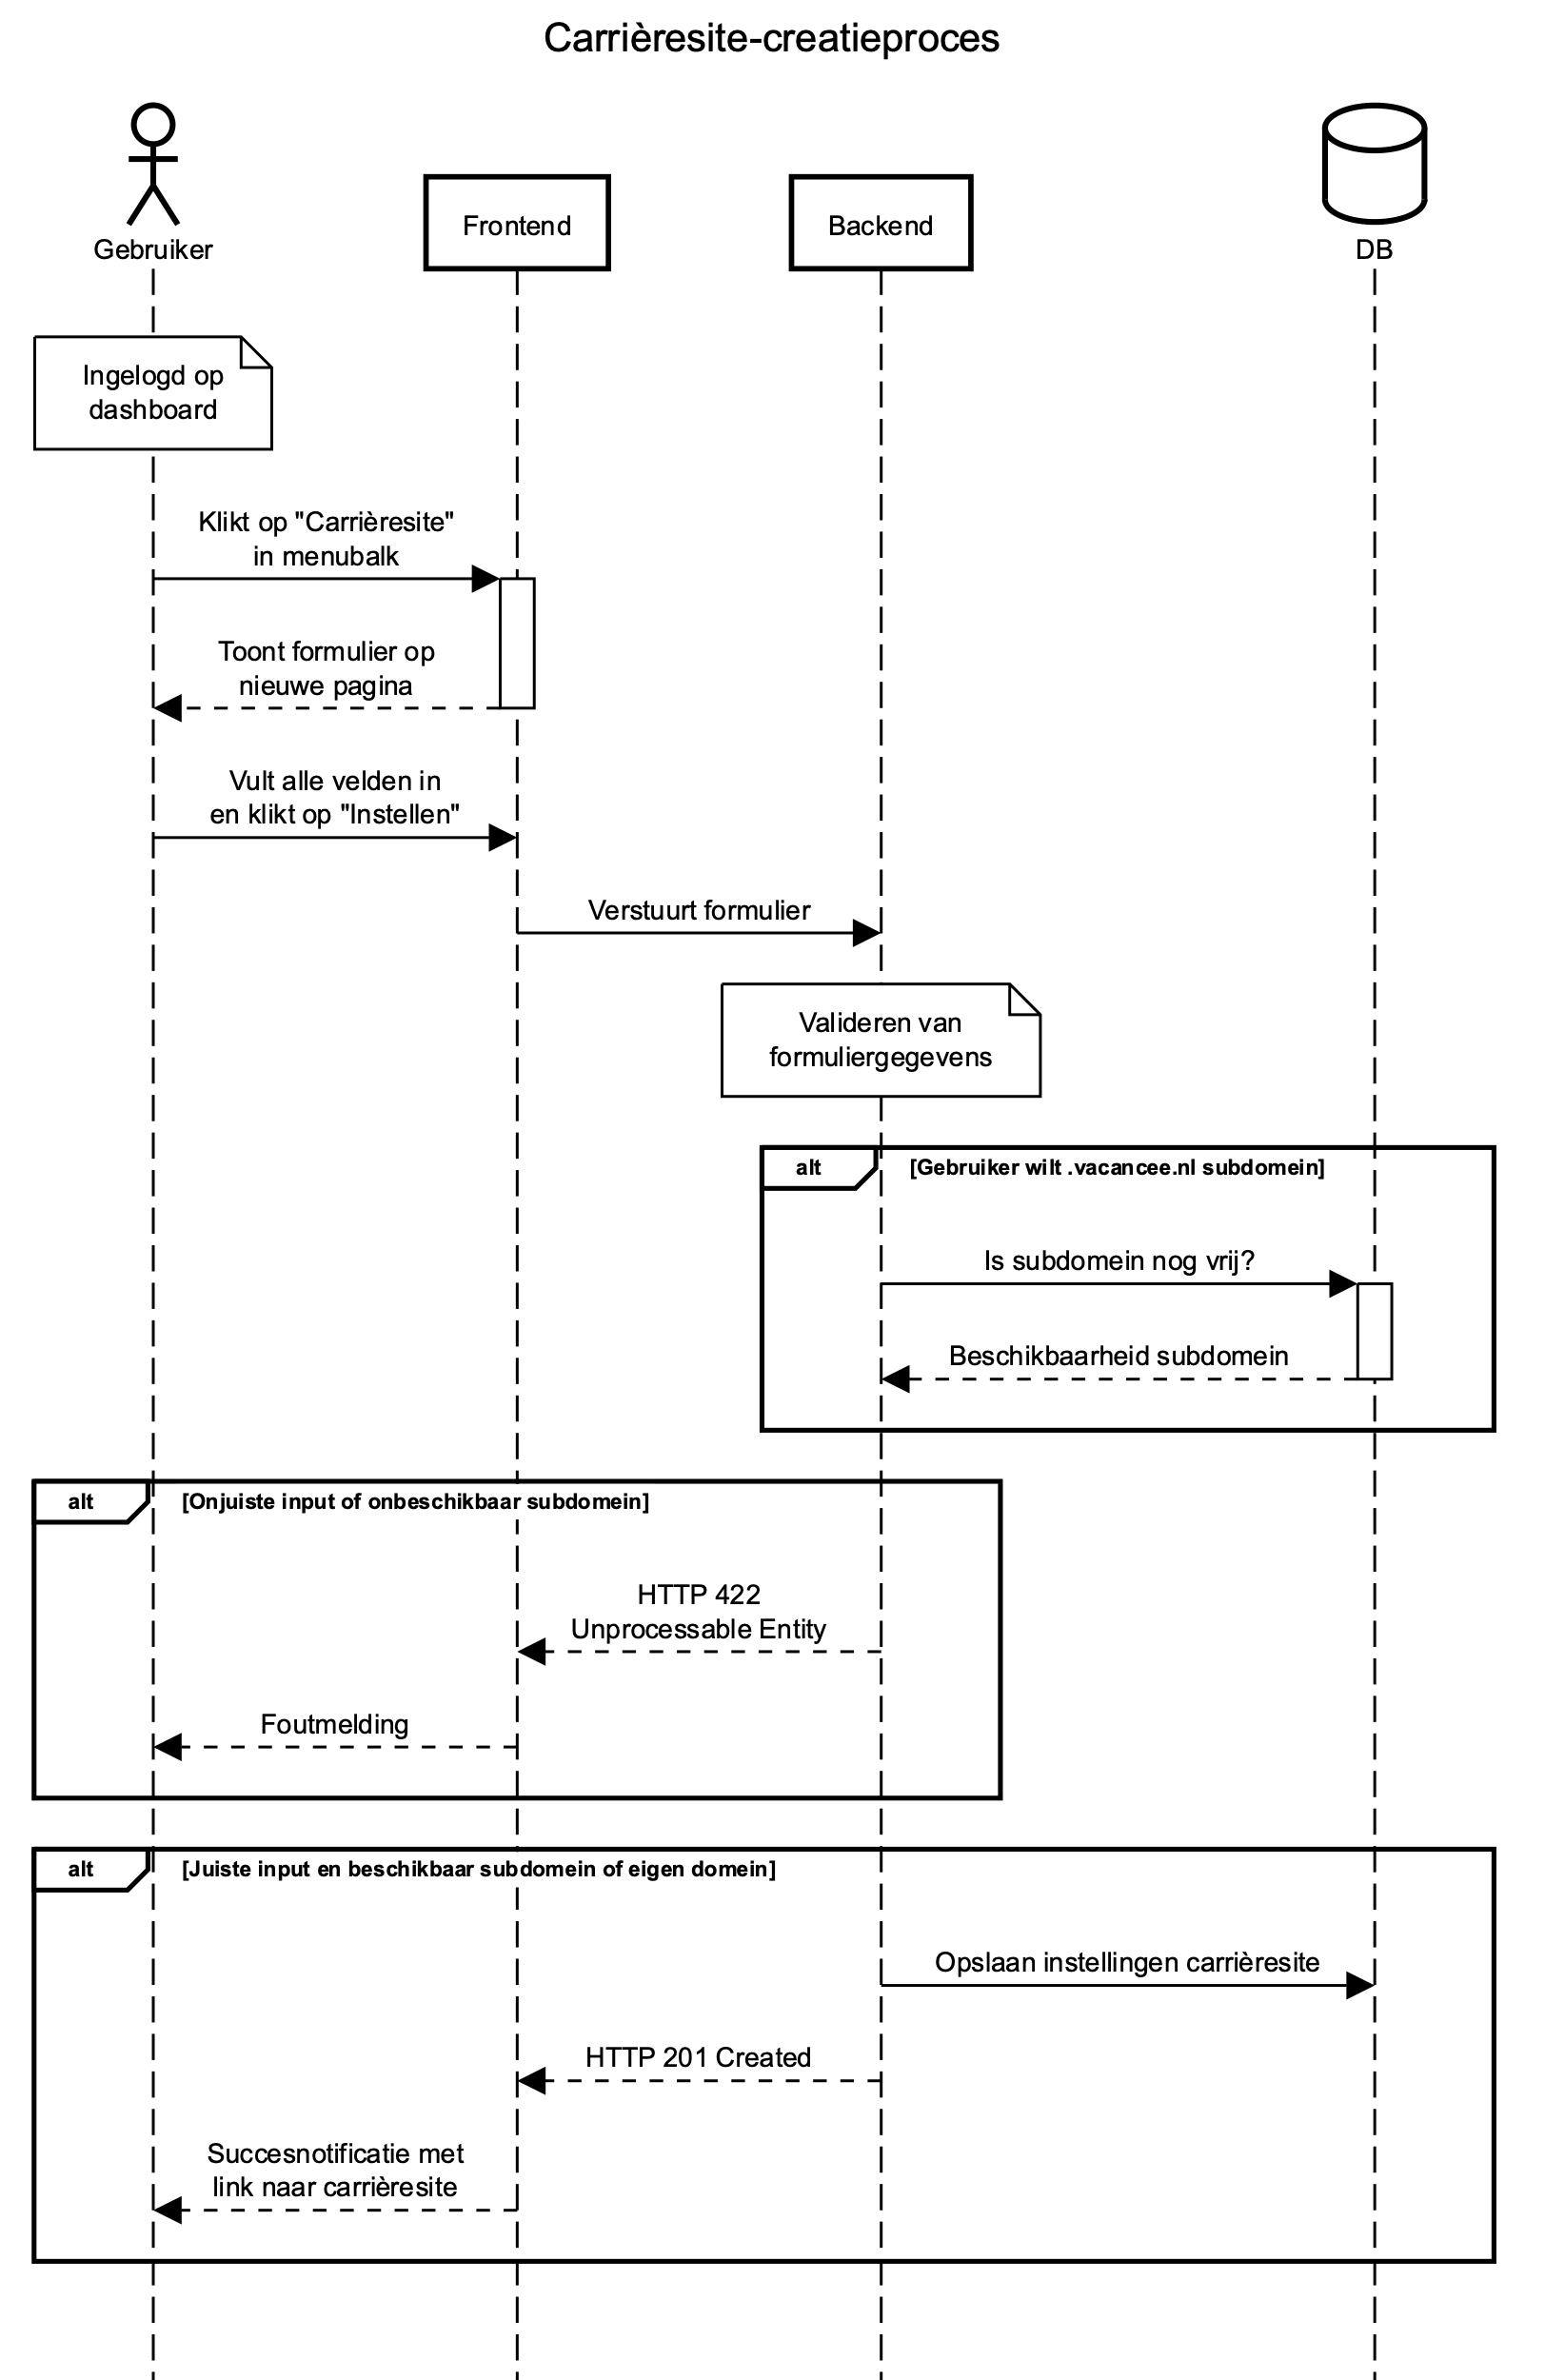 Carrièresite-creatieproces
Gebruiker
Frontend
Backend
DB
Ingelogd op
dashboard
Klikt op "Carrièresite"
in menubalk
Toont formulier op
nieuwe pagina
Vult alle velden in
en klikt op "Instellen"
Verstuurt formulier
Valideren van
formuliergegevens
alt [Gebruiker wilt .vacancee.nl subdomein]
Is subdomein nog vrij?
Beschikbaarheid subdomein
alt [Onjuiste input of onbeschikbaar subdomein]
HTTP 422
Unprocessable Entity
Foutmelding
alt [Juiste input en beschikbaar subdomein of eigen domein]
Opslaan instellingen carrièresite
HTTP 201 Created
Succesnotificatie met
link naar carrièresite